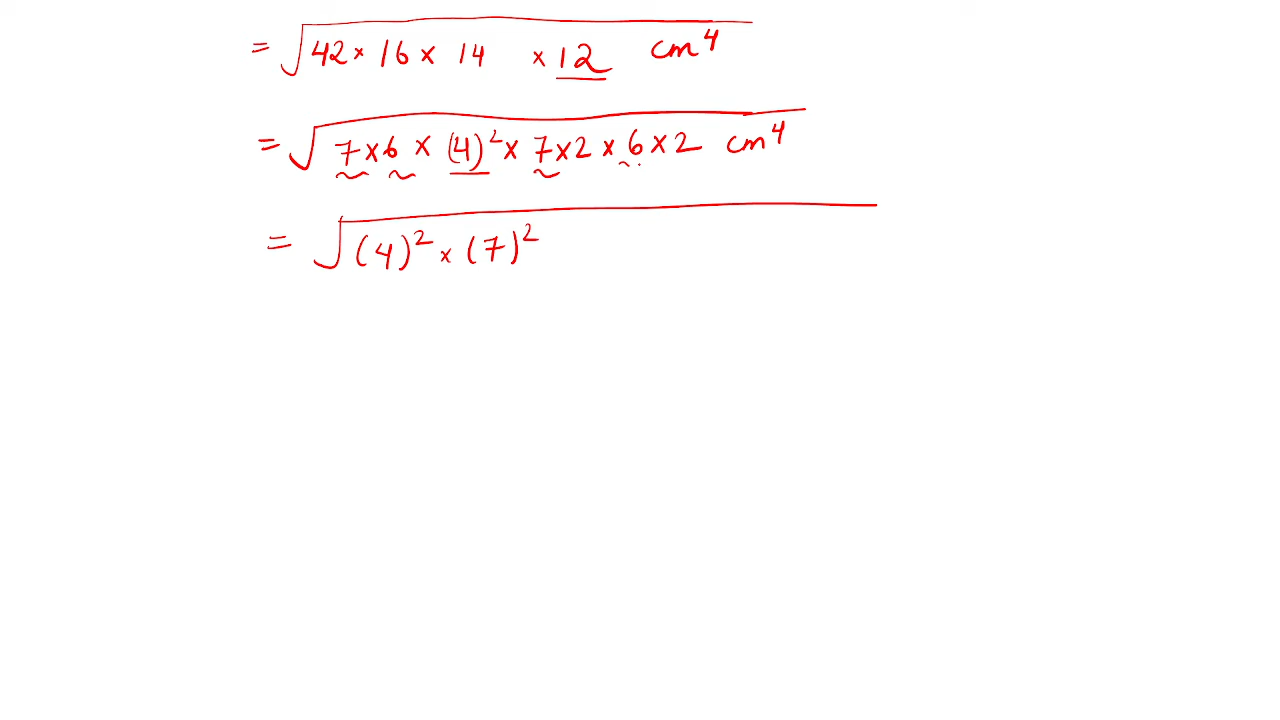 = √42 × 16 × 14 × 12 cm⁴
= √7 × 6 × (4)² × 7 × 2 × 6 × 2 cm⁴
= √(4)² × (7)²